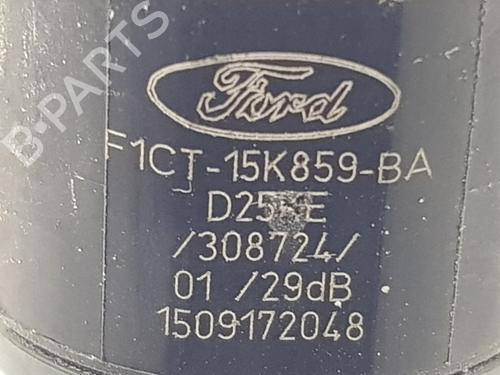 B-PARTS
Ford
F1CT-15K859-BA
/308724/
01 /29dB
1509172048